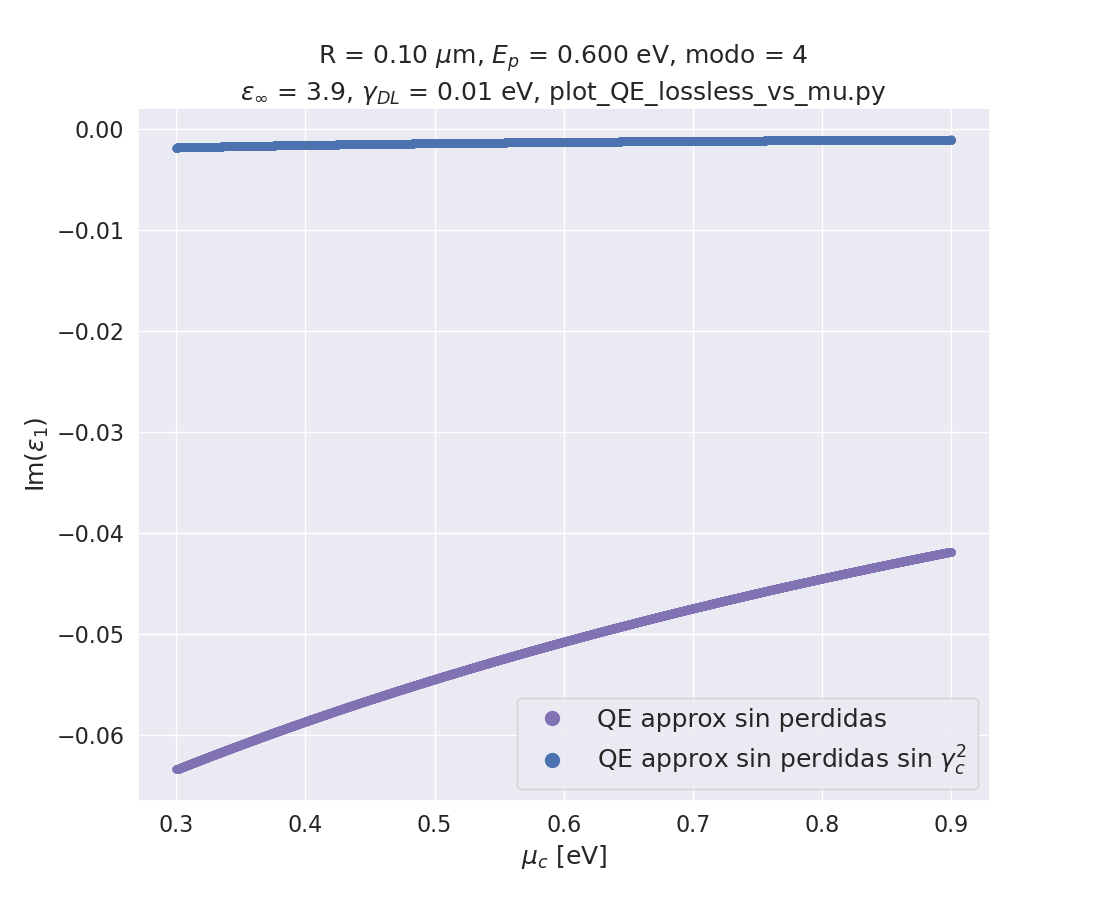 R = 0.10 μm, E_p = 0.600 eV, modo = 4
ε_∞ = 3.9, γ_DL = 0.01 eV, plot_QE_lossless_vs_mu.py
0.00
−0.01
−0.02
−0.03
−0.04
−0.05
−0.06
Im(ε_1)
QE approx sin perdidas
QE approx sin perdidas sin γ_c^2
0.3 0.4 0.5 0.6 0.7 0.8 0.9
μ_c [eV]